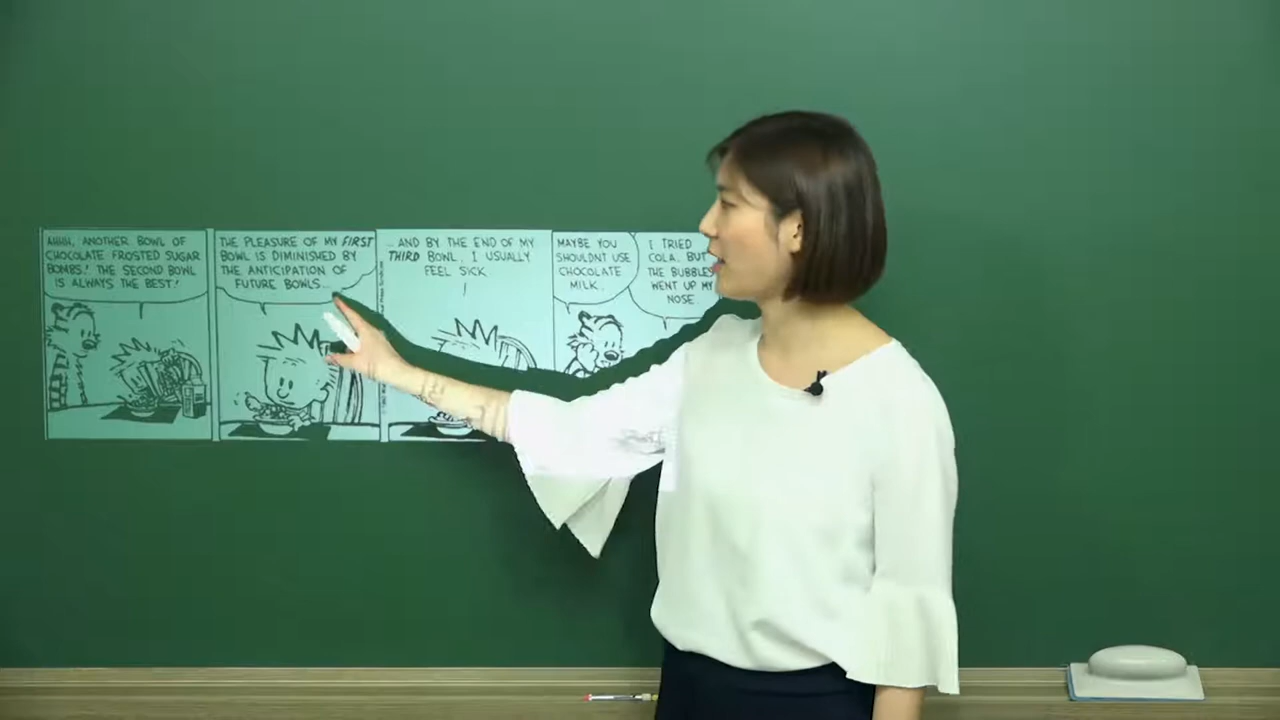 AHHH, ANOTHER BOWL OF
CHOCOLATE FROSTED SUGAR
BOMBS! THE SECOND BOWL
IS ALWAYS THE BEST!
THE PLEASURE OF MY FIRST
BOWL IS DIMINISHED BY
THE ANTICIPATION OF
FUTURE BOWLS...
...AND BY THE END OF MY
THIRD BOWL, I USUALLY
FEEL SICK
MAYBE YOU
SHOULDNT USE
CHOCOLATE
MILK.
I TRIED
COLA, BUT
THE BUBBLES
WENT UP MY
NOSE.